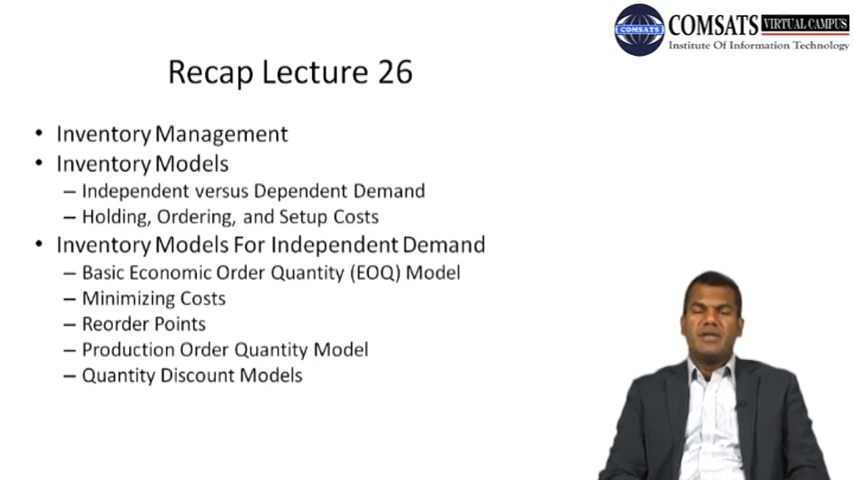 COMSATS VIRTUAL CAMPUS
COMSATS
Institute Of Information Technology
Recap Lecture 26
• Inventory Management
• Inventory Models
– Independent versus Dependent Demand
– Holding, Ordering, and Setup Costs
• Inventory Models For Independent Demand
– Basic Economic Order Quantity (EOQ) Model
– Minimizing Costs
– Reorder Points
– Production Order Quantity Model
– Quantity Discount Models